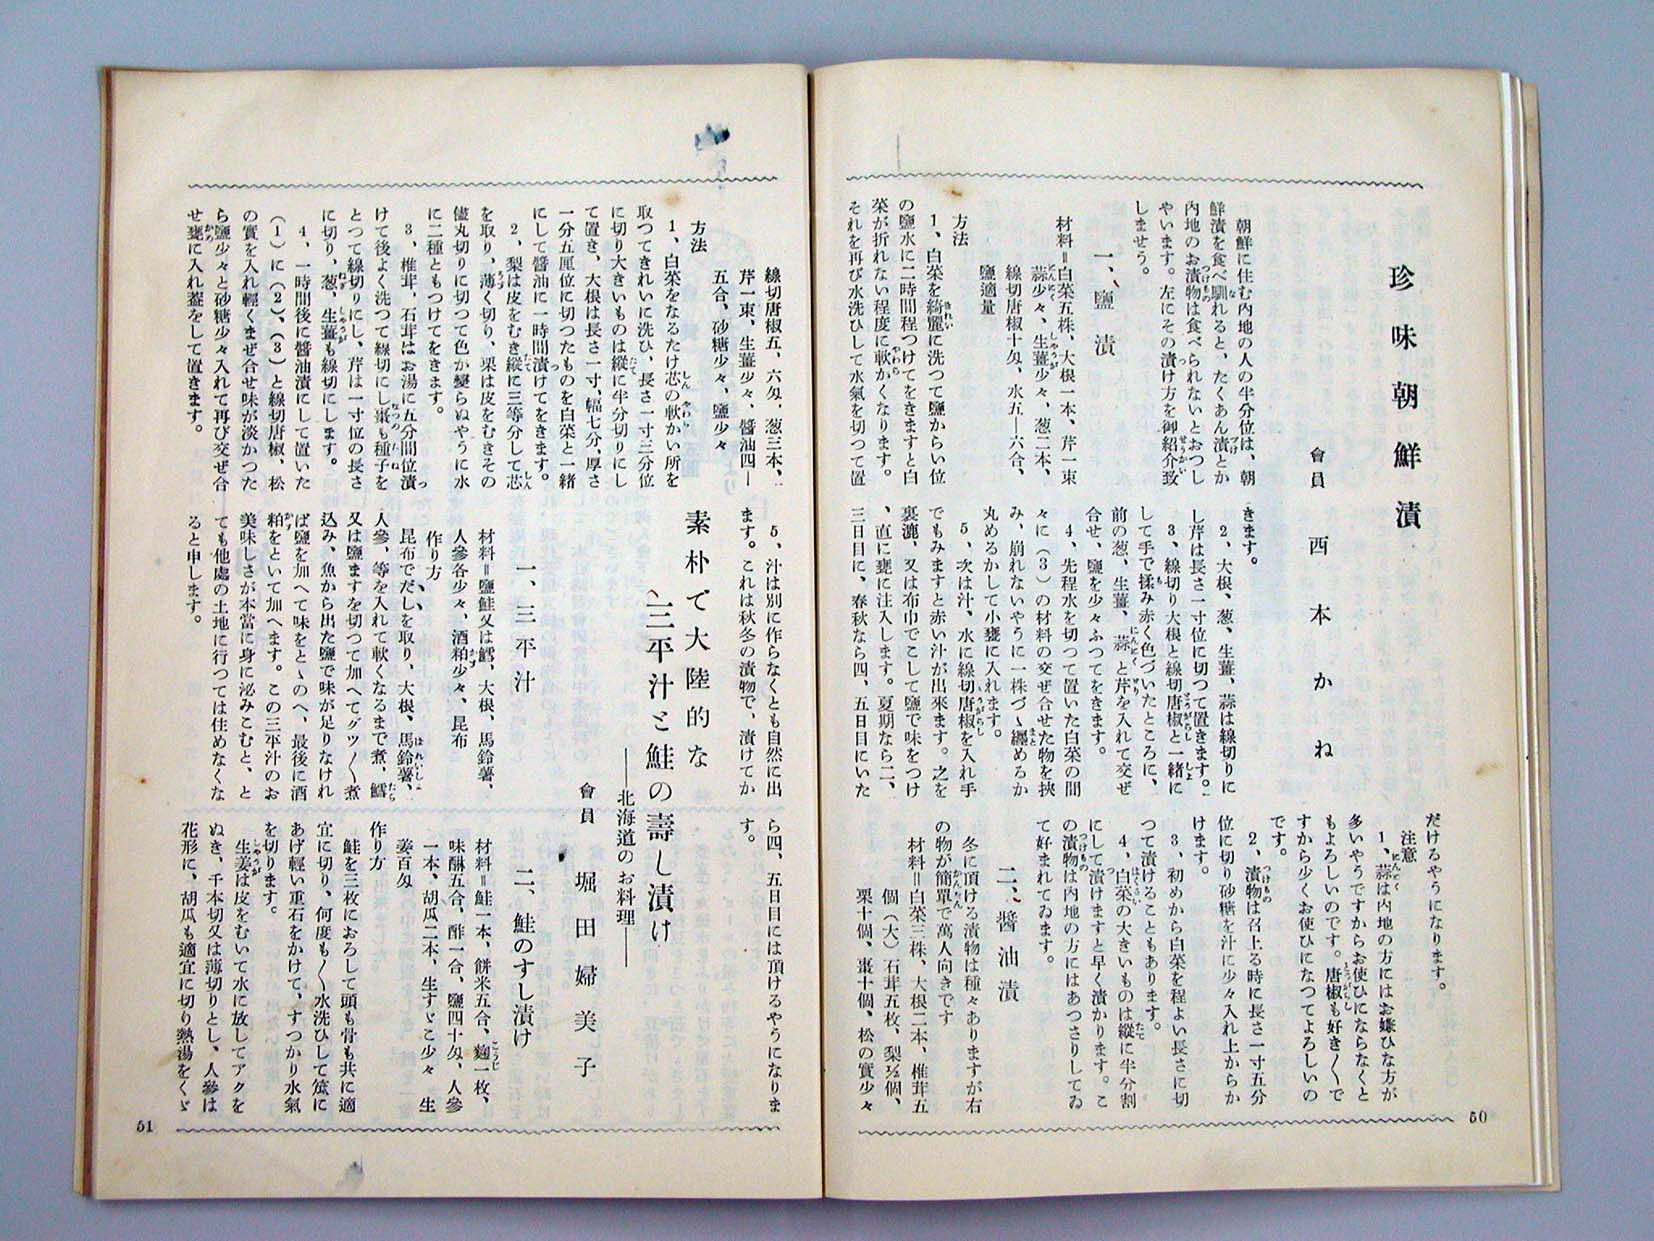 珍味朝鮮漬
會員 西本かね
朝鮮に住む内地の人の半分位は、朝
鮮漬を食べ馴れると、たくあん漬とか
内地のお漬物は食べられないとおつし
やいます。左にその漬け方を御紹介致
しませう。
一、鹽漬
材料＝白菜五株、大根一本、芹一束
蒜少々、生薑少々、葱二本、
線切唐椒十匁、水五―六合、
鹽適量
方法
1、白菜を綺麗に洗つて鹽からい位
の鹽水に二時間程つけてをきますと白
菜が折れない程度に軟かくなります。
それを再び水洗ひして水氣を切つて置
きます。
2、大根、葱、生薑、蒜は線切りに
し芹は長さ一寸位に切つて置きます。
3、線切り大根と線切唐椒と一緒に
して手で揉み赤く色づいたところに、
前の葱、生薑、蒜と芹を入れて交ぜ
合せ、鹽を少々ふつてをきます。
4、先程水を切つて置いた白菜の間
々に（3）の材料の交ぜ合せた物を挾
み、崩れないやうに一株づゝ纏めるか
丸めるかして小甕に入れます。
5、次は汁、水に線切唐椒を入れ手
でもみますと赤い汁が出來ます。之を
裏漉、又は布巾でこして鹽で味をつけ
、直に甕に注入します。夏期なら二、
三日目に、春秋なら四、五日目にいた
だけるやうになります。
注意
1、蒜は内地の方にはお嫌ひな方が
多いやうですからお使ひにならなくと
もよろしいのです。唐椒も好き〳〵で
すから少くお使ひになつてよろしいの
です。
2、漬物は召上る時に長さ一寸五分
位に切り砂糖を汁に少々入れ上からか
けます。
3、初めから白菜を程よい長さに切
つて漬けることもあります。
4、白菜の大きいものは縱に半分割
にして漬けますと早く漬かります。こ
の漬物は内地の方にはあつさりしてゐ
て好まれてゐます。
二、醬油漬
冬に頂ける漬物は種々ありますが右
の物が簡單で萬人向きです
材料＝白菜三株、大根二本、椎茸五
個（大）石茸五枚、梨½個、
栗十個、棗十個、松の實少々
50
線切唐椒五、六匁、葱三本、
芹一束、生薑少々、醬油四―
五合、砂糖少々、鹽少々
方法
1、白菜をなるたけ芯の軟かい所を
取つてきれいに洗ひ、長さ一寸三分位
に切り大きいものは縱に半分切りにし
て置き、大根は長さ一寸、幅七分、厚さ
一分五厘位に切つたものを白菜と一緒
にして醬油に一時間漬けてをきます。
2、梨は皮をむき縱に三等分して芯
を取り、薄く切り、栗は皮をむきその
儘丸切りに切つて色が變らぬやうに水
に二種ともつけてをきます。
3、椎茸、石茸はお湯に五分間位漬
けて後よく洗つて線切にし棗も種子を
とつて線切にし、芹は一寸位の長さ
に切り、葱、生薑も線切にします。
4、一時間後に醬油漬にして置いた
（1）に（2）、（3）と線切唐椒、松
の實を入れ輕くまぜ合せ味が淡かつた
ら鹽少々と砂糖少々入れて再び交ぜ合
せ甕に入れ蓋をして置きます。
5、汁は別に作らなくとも自然に出
ます。これは秋冬の漬物で、漬けてか
ら四、五日目には頂けるやうになりま
す。
素朴で大陸的な
三平汁と鮭の壽し漬け
――北海道のお料理――
會員 堀田婦美子
一、三平汁
材料＝鹽鮭又は鱈、大根、馬鈴薯、
人參各少々、酒粕少々、昆布
作り方
昆布でだしを取り、大根、馬鈴薯、
人參、等を入れて軟くなるまで煮、鱈
又は鹽ますを切つて加へてグツ〳〵煮
込み、魚から出た鹽で味が足りなけれ
ば鹽を加へて味をとゝのへ、最後に酒
粕をといて加へます。この三平汁のお
美味しさが本當に身に泌みこむと、と
ても他處の土地に行つては住めなくな
ると申します。
二、鮭のすし漬け
材料＝鮭一本、餅米五合、麴一枚、
味醂五合、酢一合、鹽四十匁、人參
一本、胡瓜二本、生すゞこ少々 生
姜百匁
作り方
鮭を三枚におろして頭も骨も共に適
宜に切り、何度も〳〵水洗ひして笊に
あげ輕い重石をかけて、すつかり水氣
を切ります。
生姜は皮をむいて水に放してアクを
ぬき、千本切又は薄切りとし、人參は
花形に、胡瓜も適宜に切り熱湯をくゞ
51